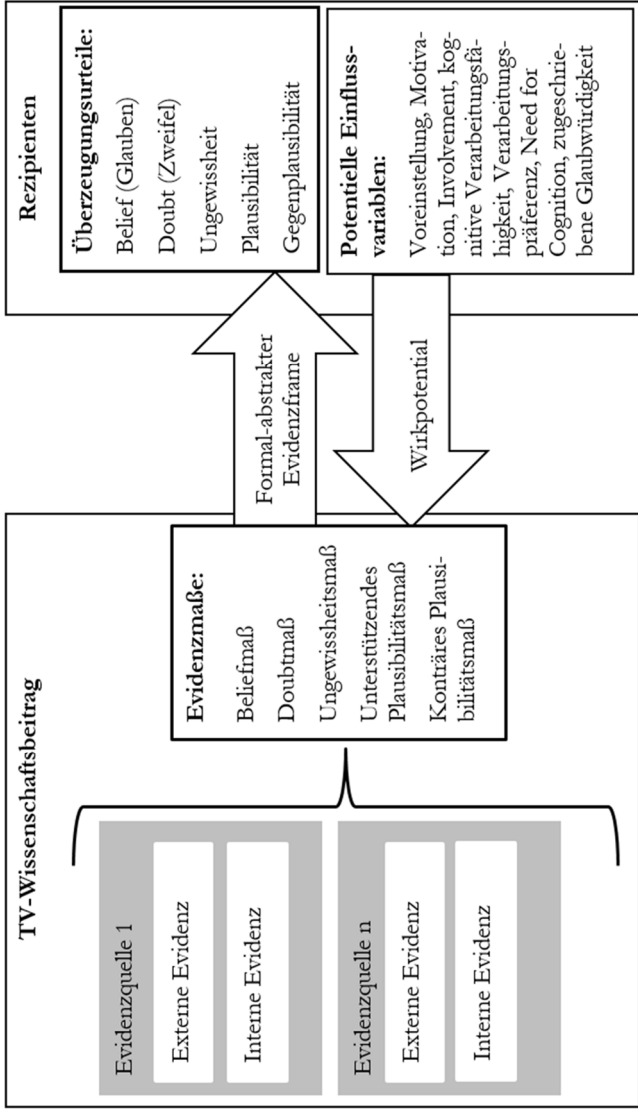 TV-Wissenschaftsbeitrag
Evidenzquelle 1
Externe Evidenz
Interne Evidenz
Evidenzquelle n
Externe Evidenz
Interne Evidenz
Evidenzmaße:
Beliefmaß
Doubtmaß
Ungewissheitsmaß
Unterstützendes
Plausibilitätsmaß
Konträres Plausi-
bilitätsmaß
Formal-abstrakter
Evidenzframe
Wirkpotential
Rezipienten
Überzeugungsurteile:
Belief (Glauben)
Doubt (Zweifel)
Ungewissheit
Plausibilität
Gegenplausibilität
Potentielle Einfluss-
variablen:
Voreinstellung, Motiva-
tion, Involvement, kog-
nitive Verarbeitungsfä-
higkeit, Verarbeitungs-
präferenz, Need for
Cognition, zugeschrie-
bene Glaubwürdigkeit